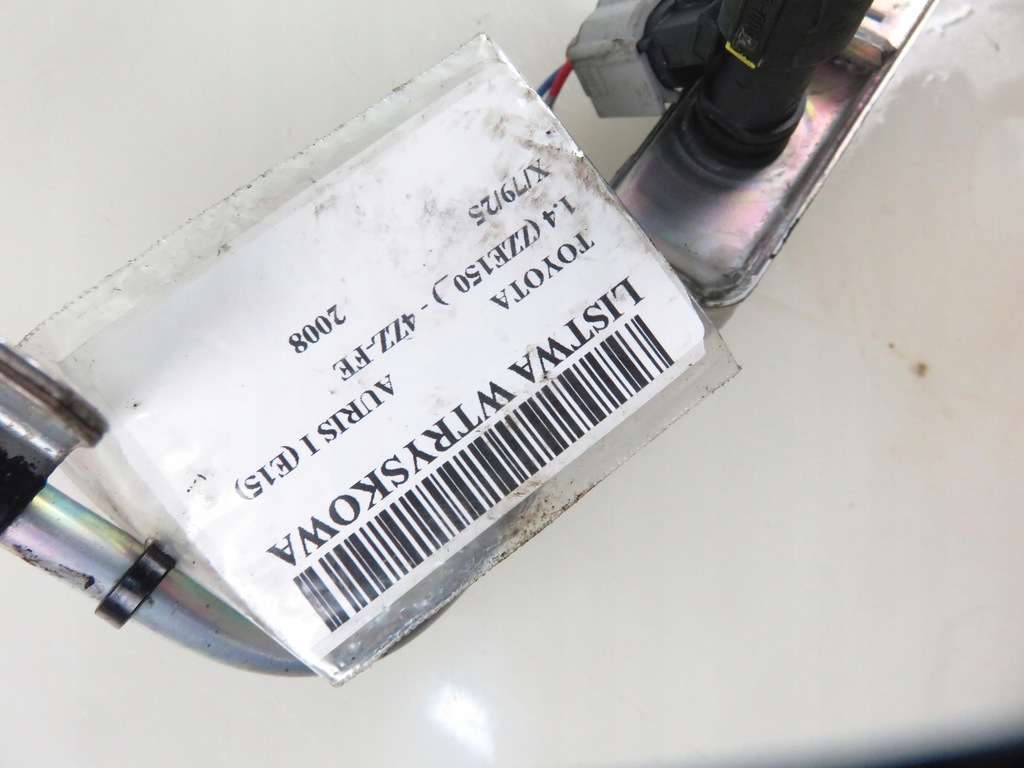 LISTWA WTRYSKOWA
TOYOTA AURIS I (E15)
1.4 (ZZE150_) - 4ZZ-FE
X/79/25 2008